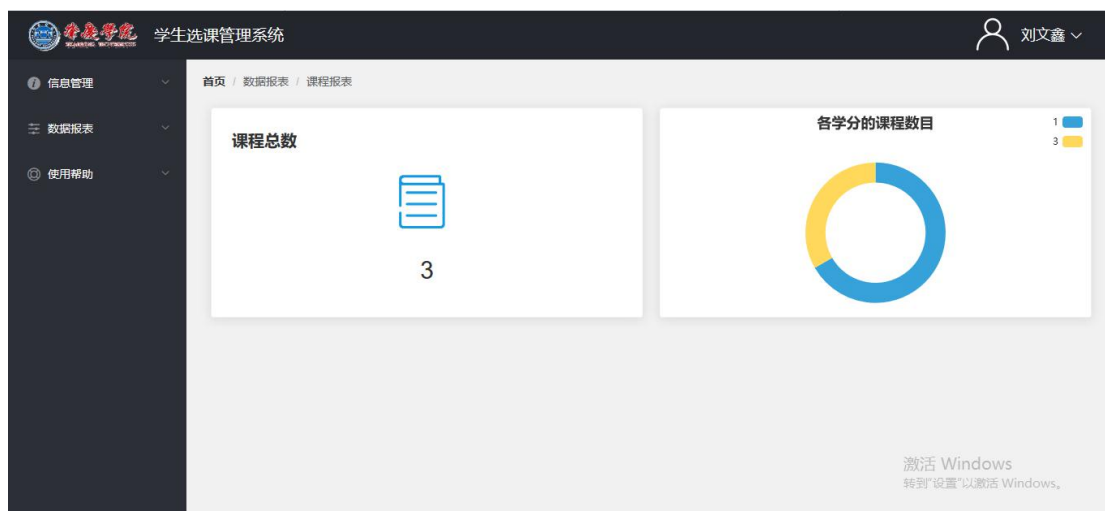 学生选课管理系统
刘文鑫
信息管理
数据报表
使用帮助
首页 / 数据报表 / 课程报表
课程总数
3
各学分的课程数目
1
3
激活 Windows
转到"设置"以激活 Windows。